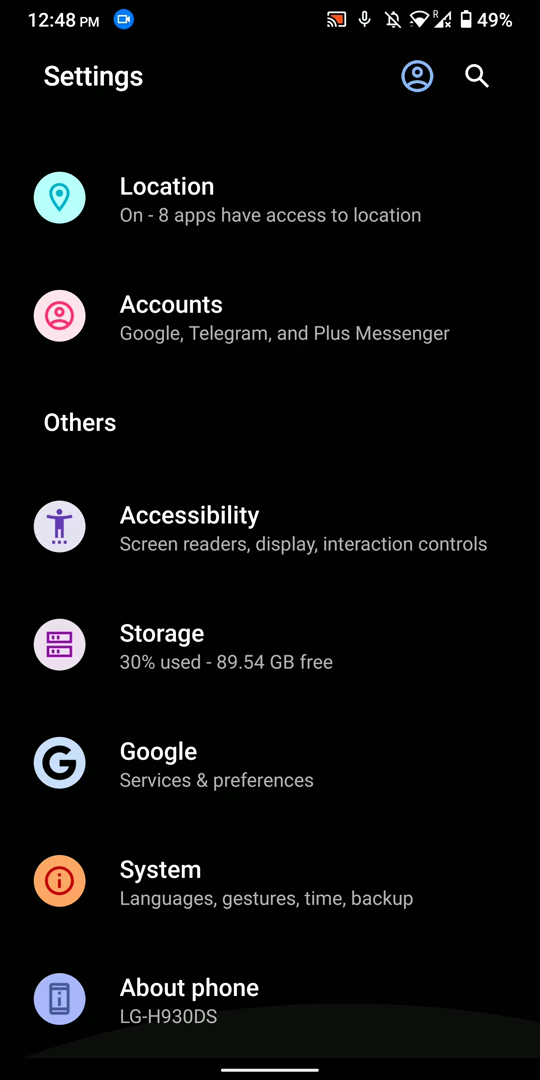 12:48 PM
R
49%
Settings
Location
On - 8 apps have access to location
Accounts
Google, Telegram, and Plus Messenger
Others
Accessibility
Screen readers, display, interaction controls
Storage
30% used - 89.54 GB free
Google
Services & preferences
System
Languages, gestures, time, backup
About phone
LG-H930DS